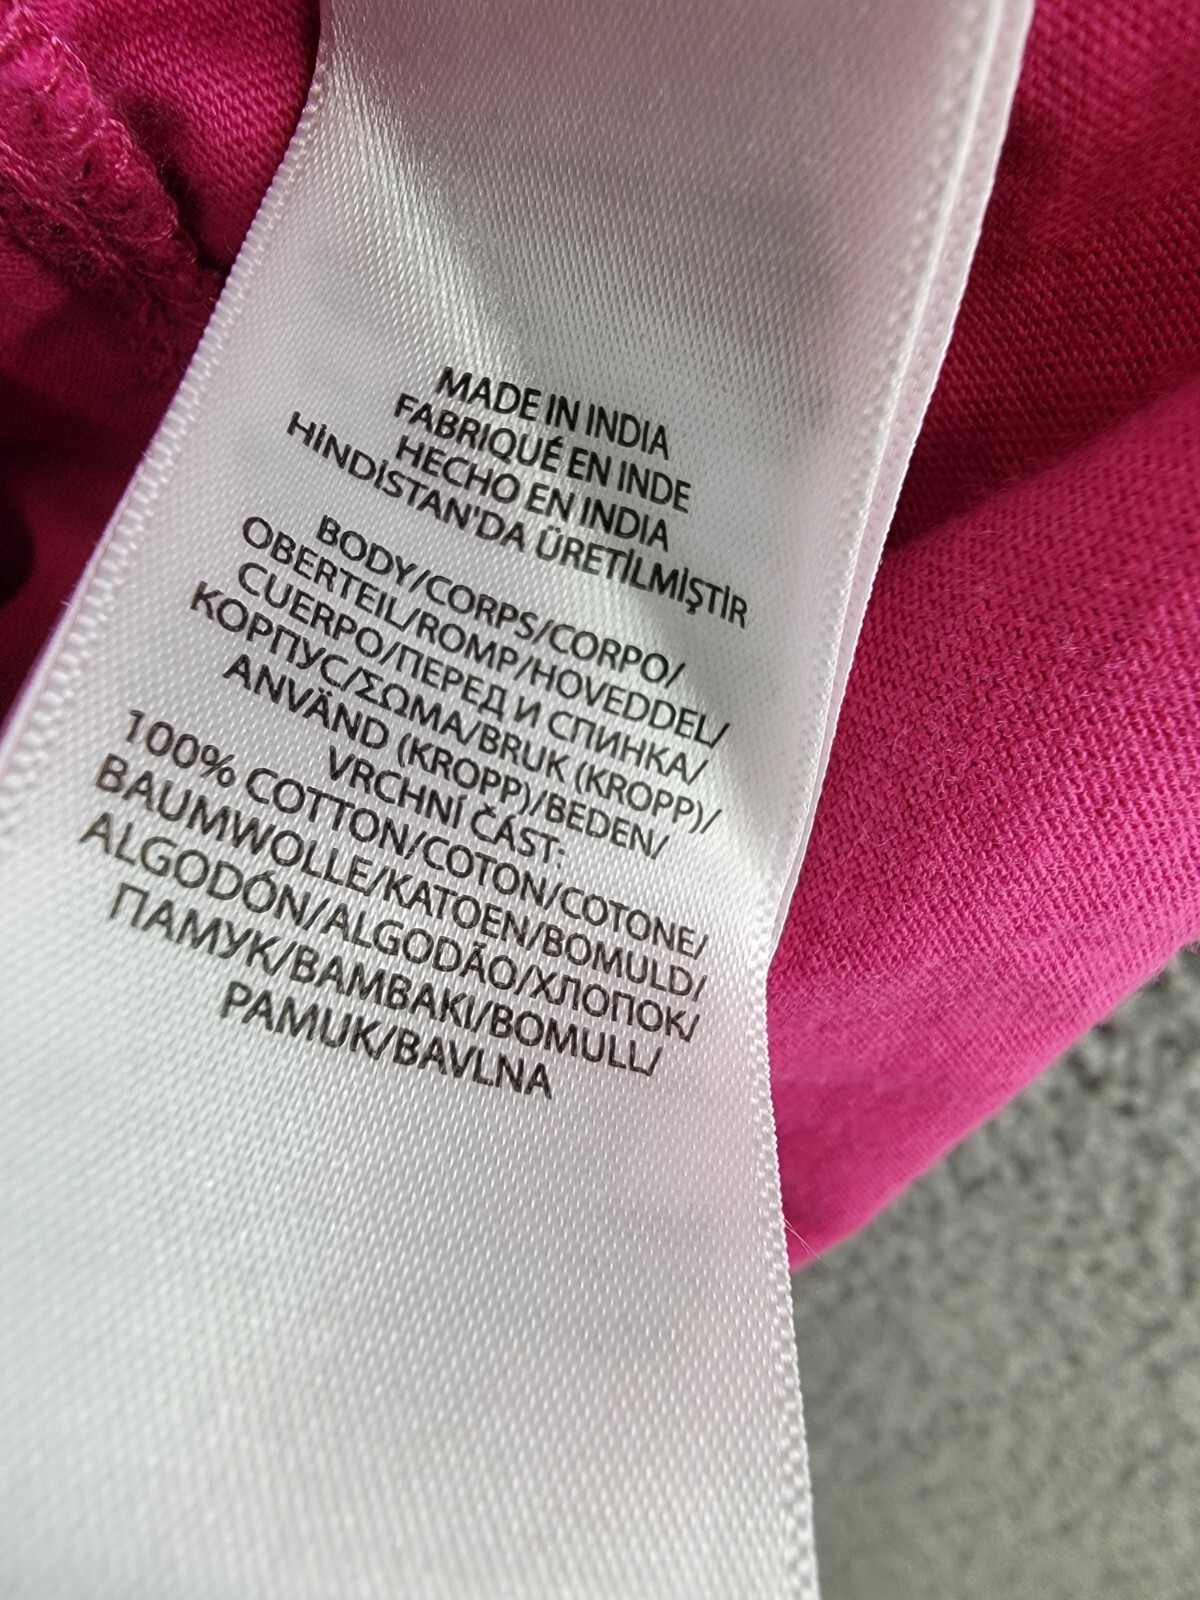 MADE IN INDIA
FABRIQUÉ EN INDE
HECHO EN INDIA
HİNDİSTAN'DA ÜRETİLMİŞTİR
BODY/CORPS/CORPO/
OBERTEIL/ROMP/HOVEDDEL/
CUERPO/ПЕРЕД И СПИНКА/
КОРПУС/ΣΩΜΑ/BRUK (KROPP)/
ANVÄND (KROPP)/BEDEN/
VRCHNÍ ČÁST:
100% COTTON/COTON/COTONE/
BAUMWOLLE/KATOEN/BOMULD/
ALGODÓN/ALGODÃO/ХЛОПОК/
ПАМУК/ΒΑΜΒΑΚΙ/BOMULL/
PAMUK/BAVLNA